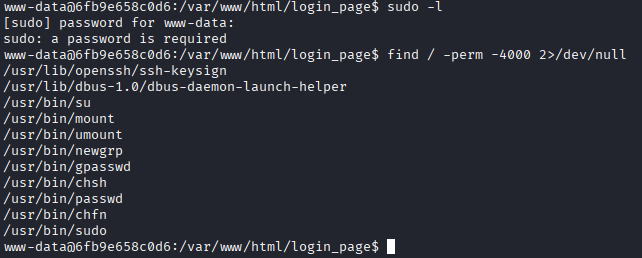 www-data@6fb9e658c0d6:/var/www/html/login_page$ sudo -l
[sudo] password for www-data:
sudo: a password is required
www-data@6fb9e658c0d6:/var/www/html/login_page$ find / -perm -4000 2>/dev/null
/usr/lib/openssh/ssh-keysign
/usr/lib/dbus-1.0/dbus-daemon-launch-helper
/usr/bin/su
/usr/bin/mount
/usr/bin/umount
/usr/bin/newgrp
/usr/bin/gpasswd
/usr/bin/chsh
/usr/bin/passwd
/usr/bin/chfn
/usr/bin/sudo
www-data@6fb9e658c0d6:/var/www/html/login_page$